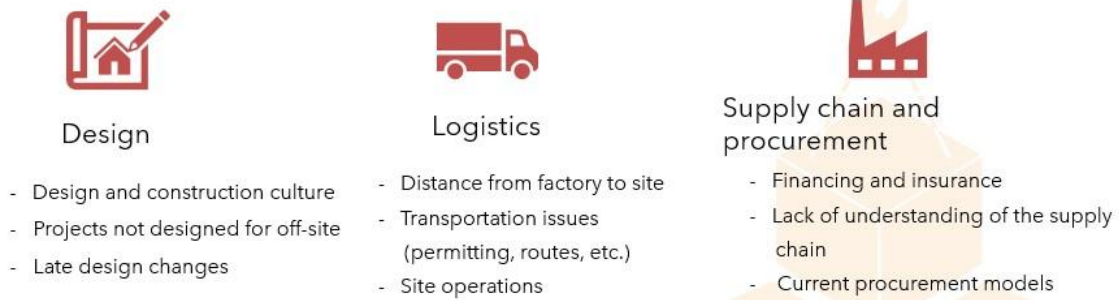 Design
- Design and construction culture
- Projects not designed for off-site
- Late design changes
Logistics
- Distance from factory to site
- Transportation issues
(permitting, routes, etc.)
- Site operations
Supply chain and
procurement
- Financing and insurance
- Lack of understanding of the supply
chain
- Current procurement models